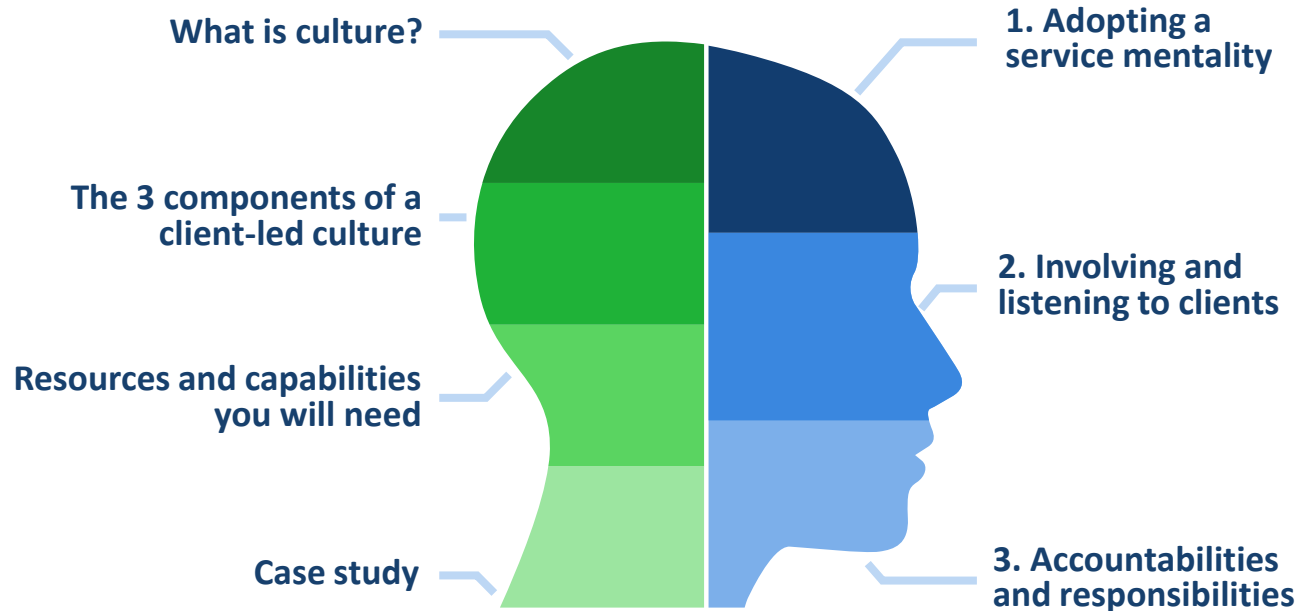 What is culture?
The 3 components of a
client-led culture
Resources and capabilities
you will need
Case study
1. Adopting a
service mentality
2. Involving and
listening to clients
3. Accountabilities
and responsibilities